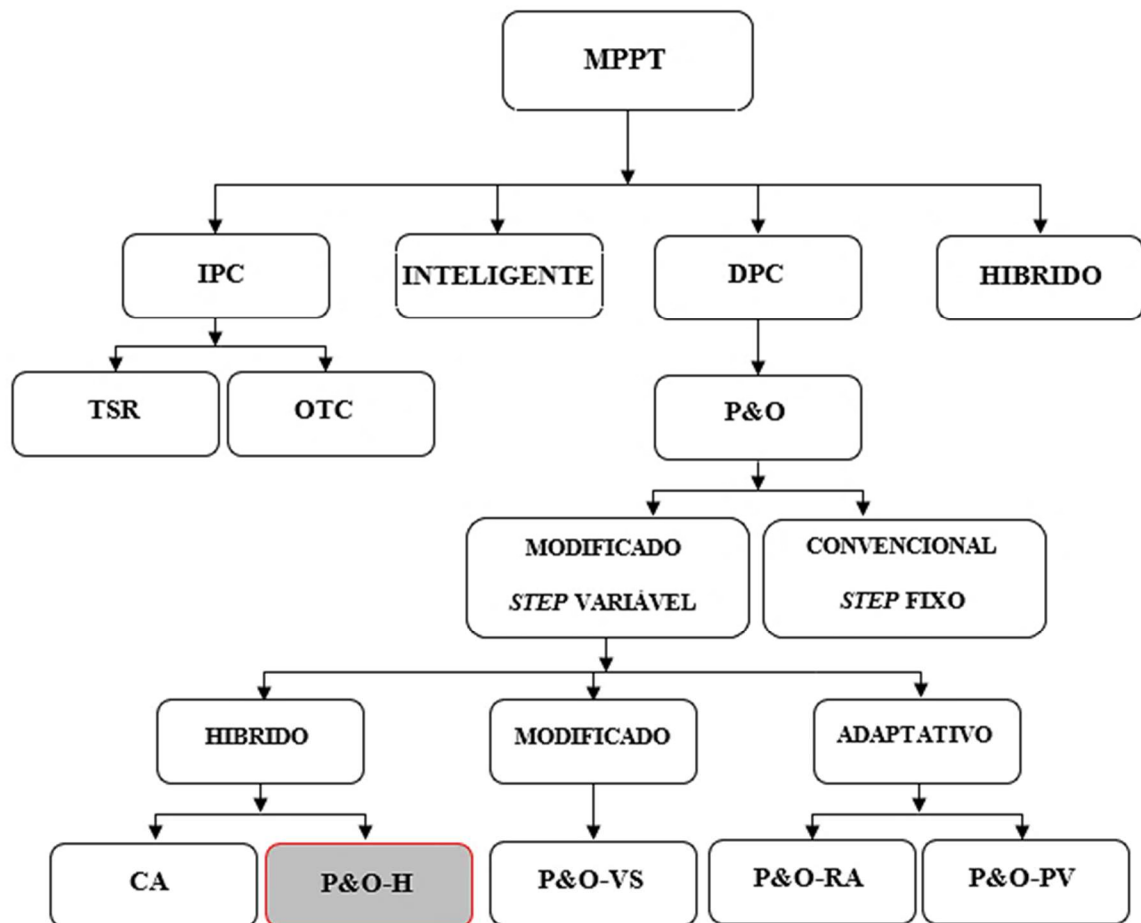 MPPT
IPC
INTELIGENTE
DPC
HIBRIDO
TSR
OTC
P&O
MODIFICADO
STEP VARIÁVEL
CONVENCIONAL
STEP FIXO
HIBRIDO
MODIFICADO
ADAPTATIVO
CA
P&O-H
P&O-VS
P&O-RA
P&O-PV